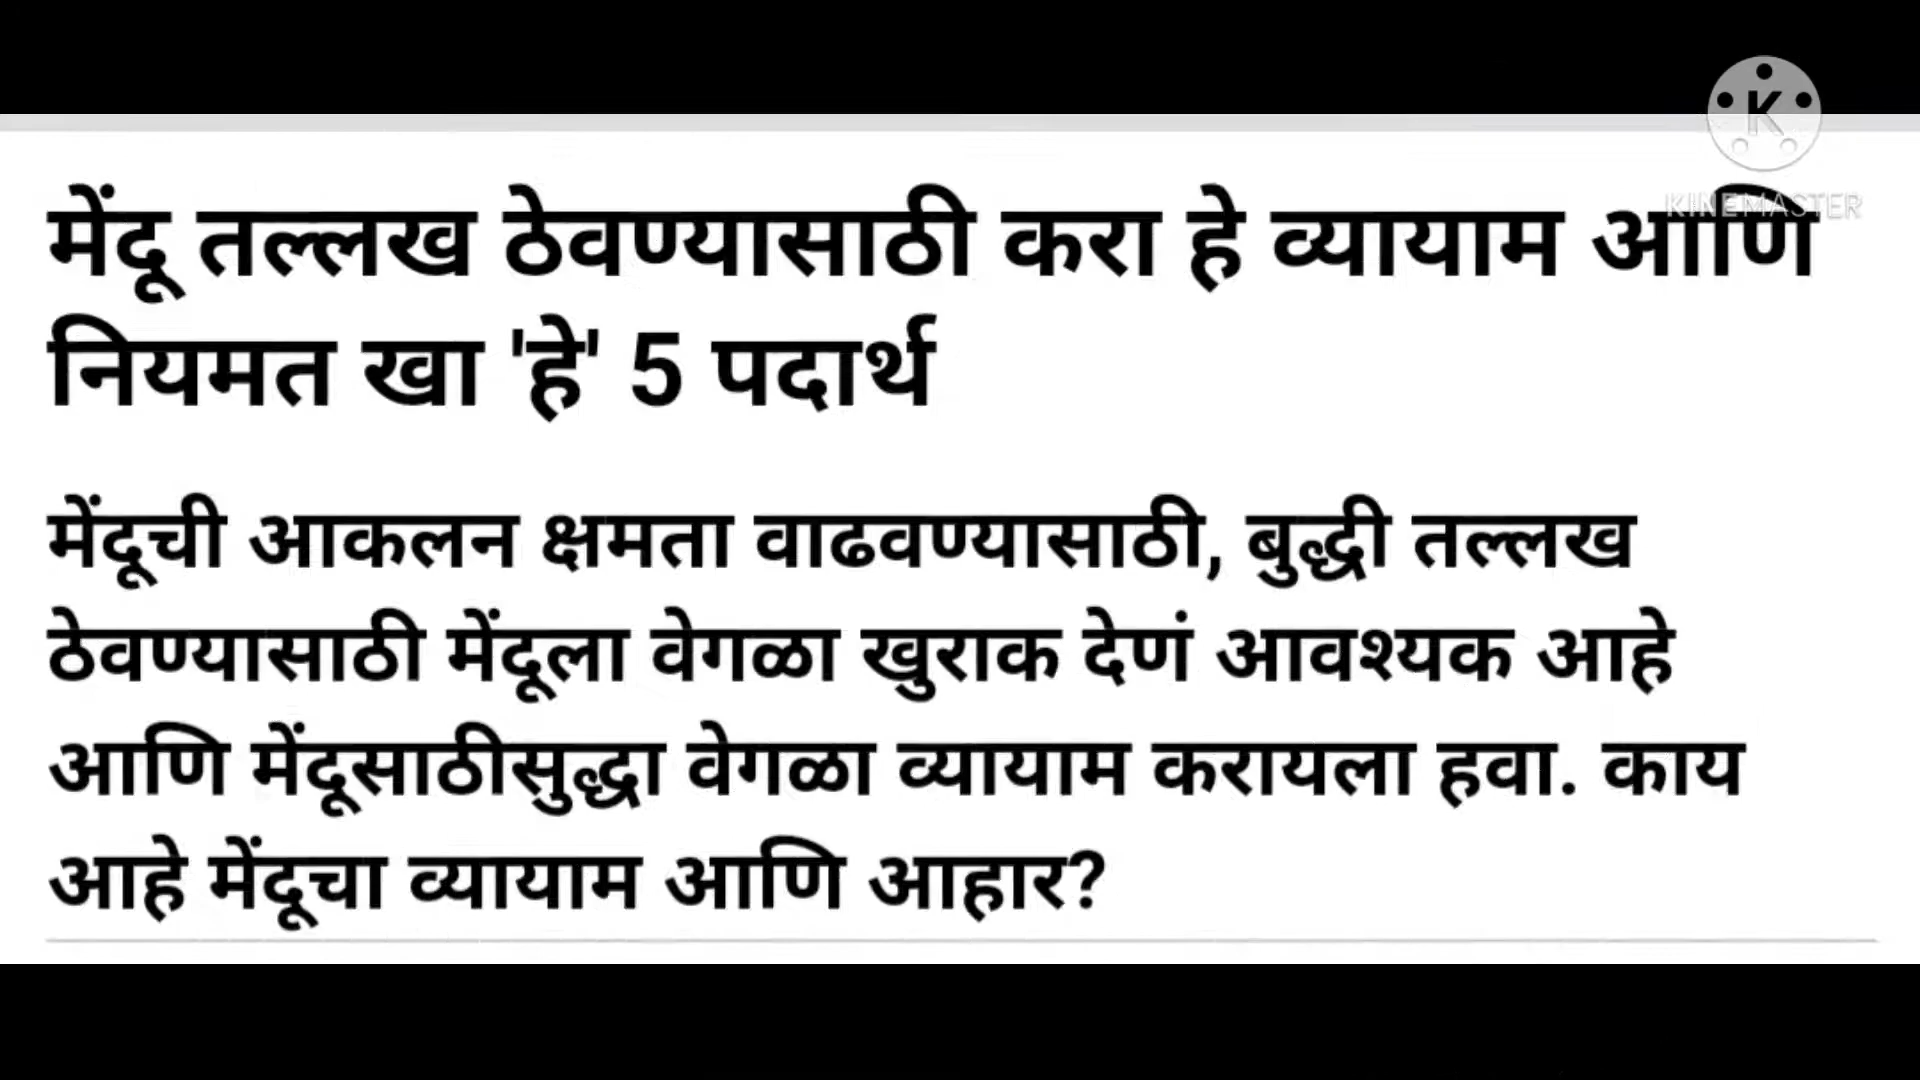 K
KINEMASTER
मेंदू तल्लख ठेवण्यासाठी करा हे व्यायाम आणि
नियमत खा 'हे' 5 पदार्थ
मेंदूची आकलन क्षमता वाढवण्यासाठी, बुद्धी तल्लख
ठेवण्यासाठी मेंदूला वेगळा खुराक देणं आवश्यक आहे
आणि मेंदूसाठीसुद्धा वेगळा व्यायाम करायला हवा. काय
आहे मेंदूचा व्यायाम आणि आहार?